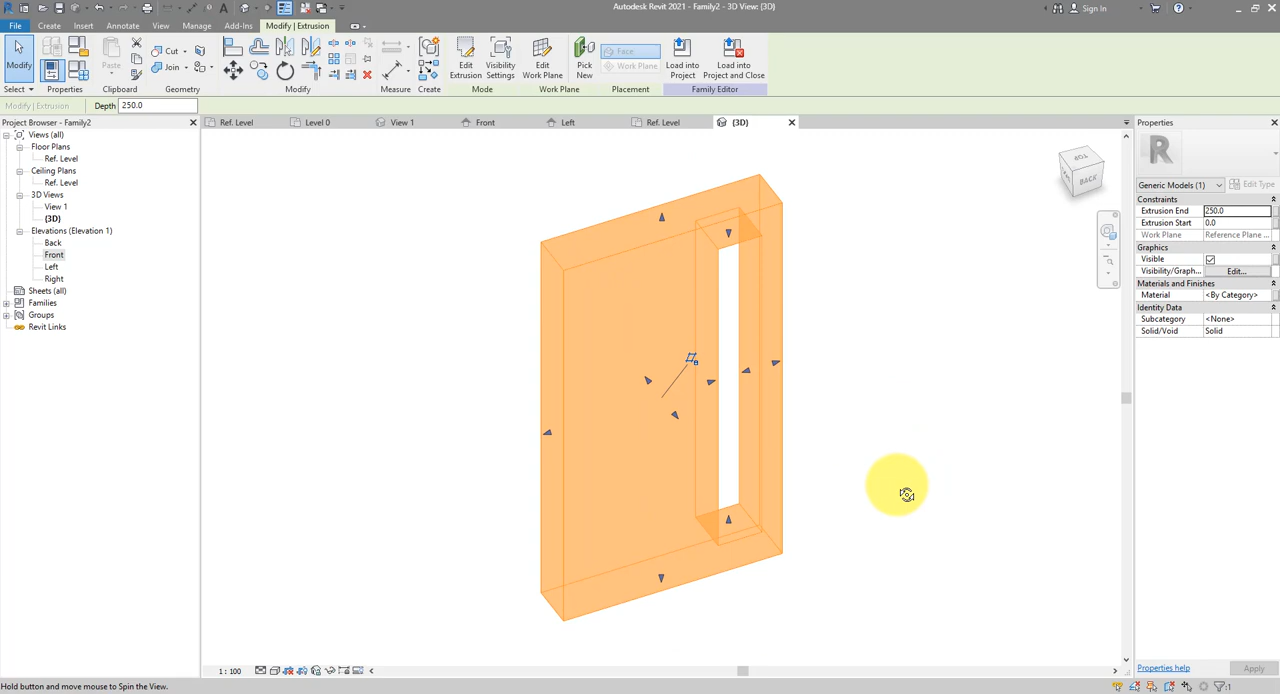 Autodesk Revit 2021 - Family2 - 3D View: {3D}
Sign In
File Create Insert Annotate View Manage Add-Ins Modify | Extrusion
Modify
Paste
Cut
Join
Edit
Extrusion
Visibility
Settings
Edit
Work Plane
Pick
New
Face
Work Plane
Load into
Project
Load into
Project and Close
Select Properties Clipboard Geometry Modify Measure Create Mode Work Plane Placement Family Editor
Modify | Extrusion Depth 250.0
Project Browser - Family2
Ref. Level Level 0 View 1 Front Left Ref. Level {3D}
Properties
Views (all)
Floor Plans
Ref. Level
Ceiling Plans
Ref. Level
3D Views
View 1
{3D}
Elevations (Elevation 1)
Back
Front
Left
Right
Sheets (all)
Families
Groups
Revit Links
TOP
BACK
R
Generic Models (1) Edit Type
Constraints
Extrusion End 250.0
Extrusion Start 0.0
Work Plane Reference Plane ...
Graphics
Visible
Visibility/Graph... Edit...
Materials and Finishes
Material <By Category>
Identity Data
Subcategory <None>
Solid/Void Solid
1 : 100
Properties help Apply
Hold button and move mouse to Spin the View.
:1